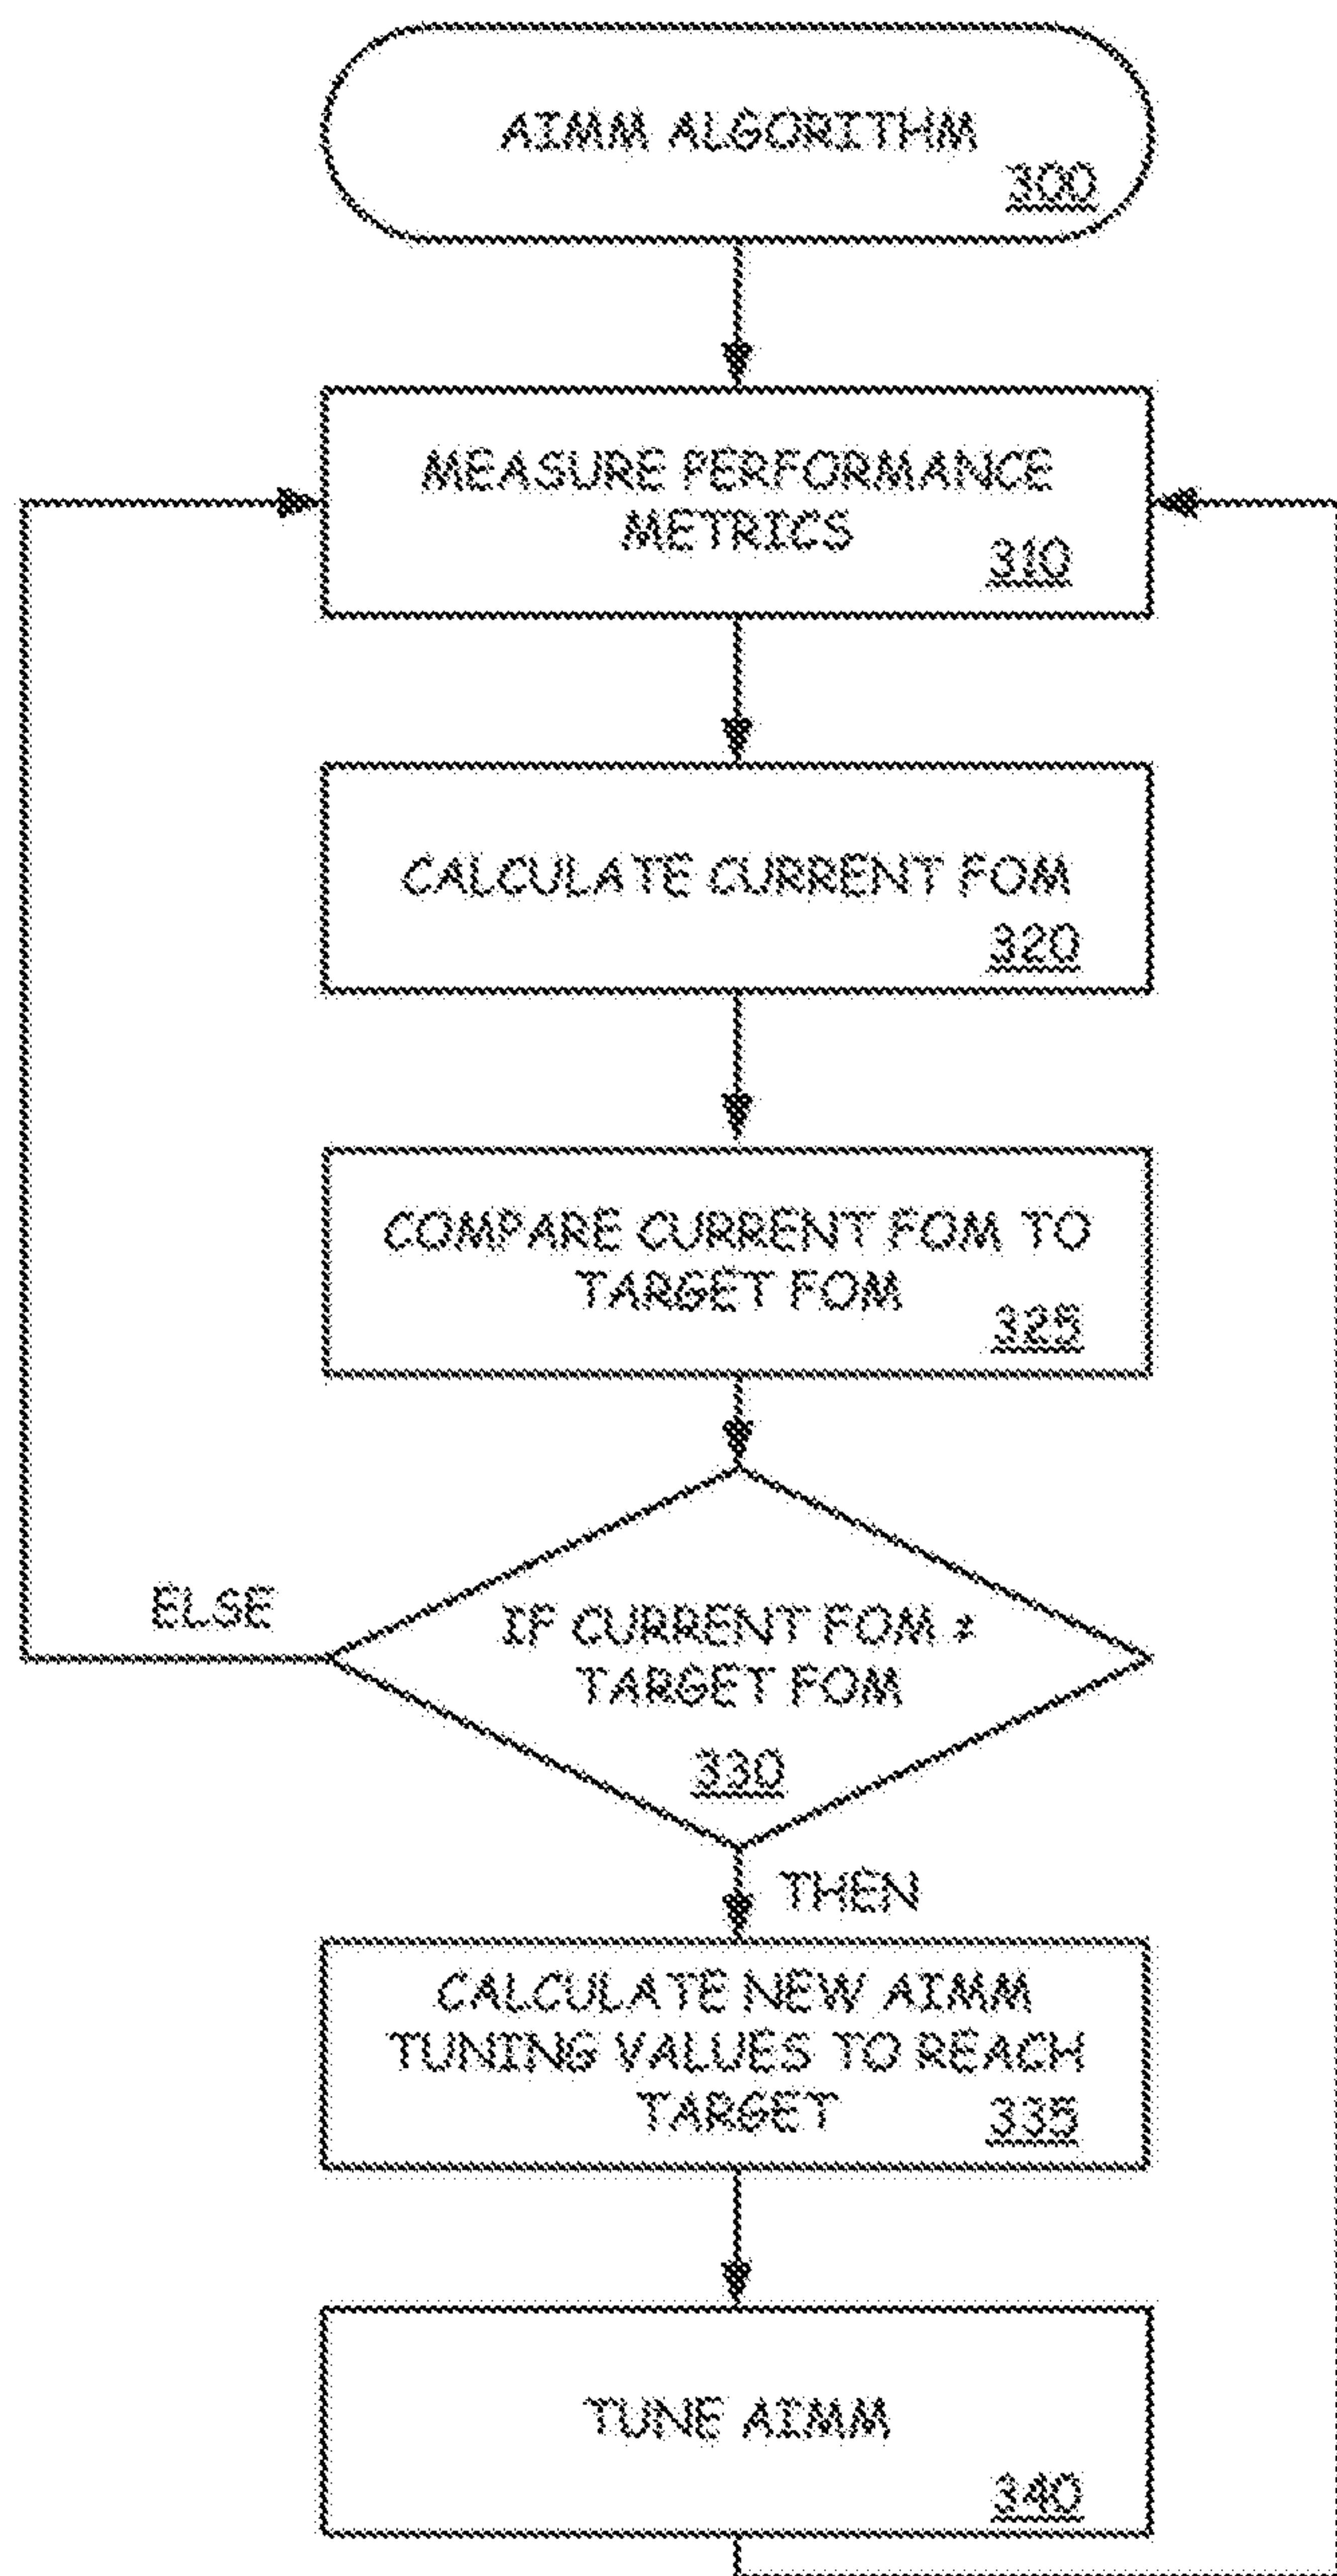 AIMM ALGORITHM
300
MEASURE PERFORMANCE
METRICS
310
CALCULATE CURRENT FOM
320
COMPARE CURRENT FOM TO
TARGET FOM
325
ELSE
IF CURRENT FOM ≠
TARGET FOM
330
THEN
CALCULATE NEW AIMM
TUNING VALUES TO REACH
TARGET
335
TUNE AIMM
340